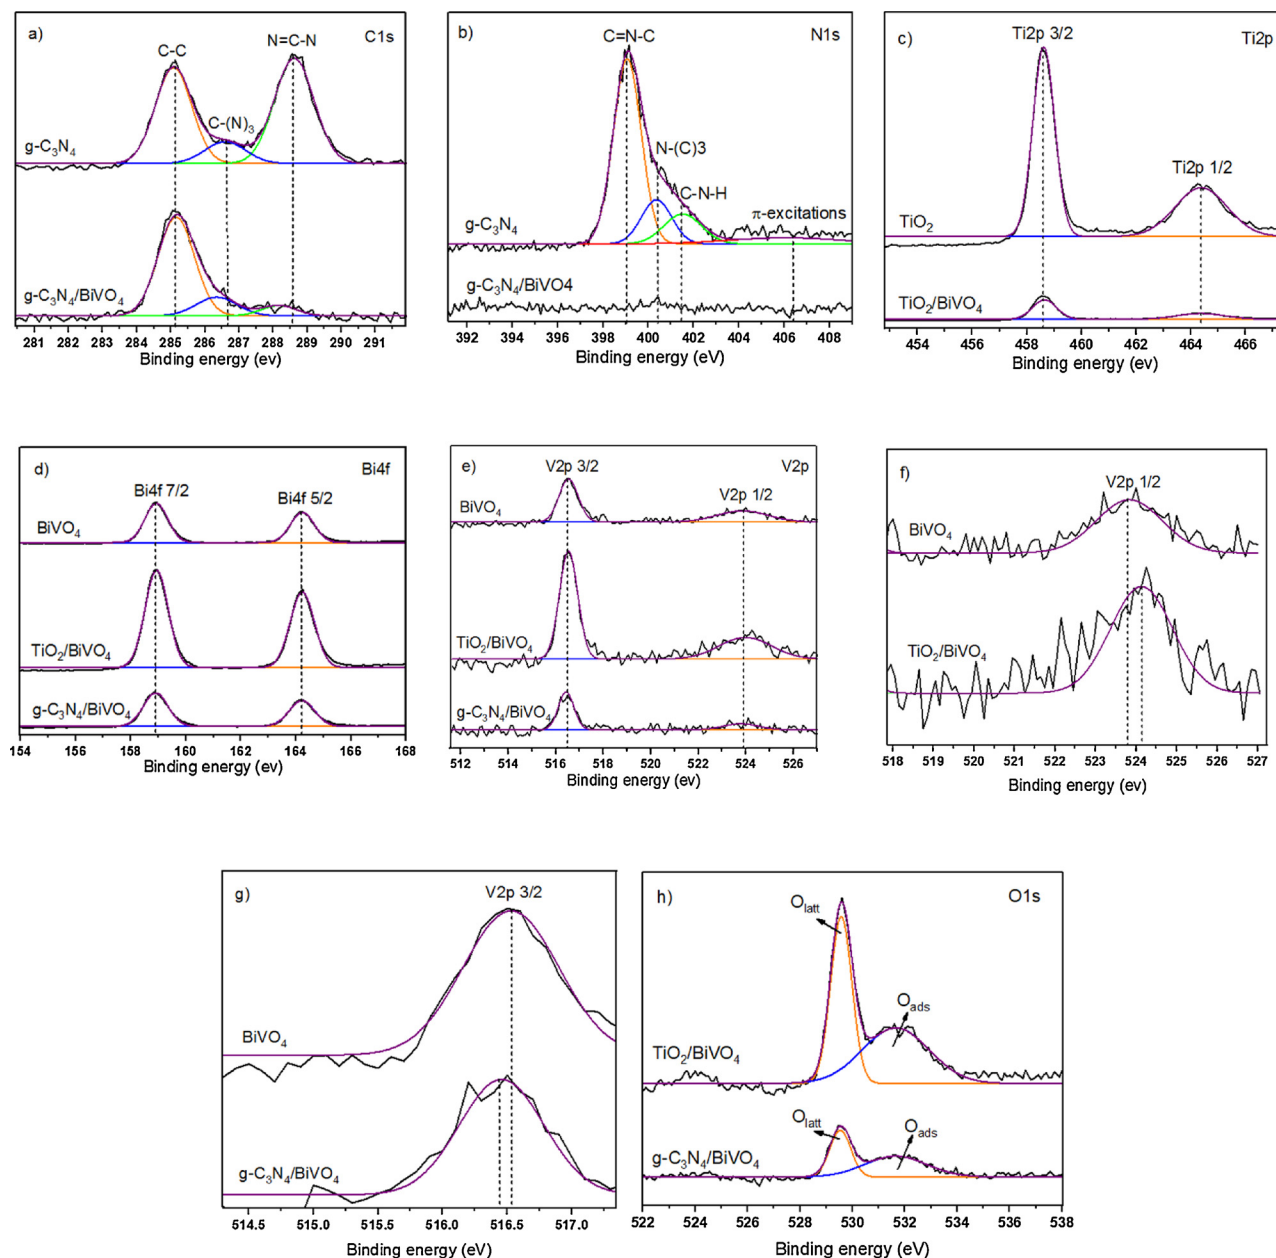 a)
C1s
C-C
N=C-N
C-(N)₃
g-C₃N₄
g-C₃N₄/BiVO₄
281 282 283 284 285 286 287 288 289 290 291
Binding energy (ev)
b)
N1s
C=N-C
N-(C)3
C-N-H
π-excitations
g-C₃N₄
g-C₃N₄/BiVO4
392 394 396 398 400 402 404 406 408
Binding energy (eV)
c)
Ti2p
Ti2p 3/2
Ti2p 1/2
TiO₂
TiO₂/BiVO₄
454 456 458 460 462 464 466
Binding energy (ev)
d)
Bi4f
Bi4f 7/2
Bi4f 5/2
BiVO₄
TiO₂/BiVO₄
g-C₃N₄/BiVO₄
154 156 158 160 162 164 166 168
Binding energy (ev)
e)
V2p
V2p 3/2
V2p 1/2
BiVO₄
TiO₂/BiVO₄
g-C₃N₄/BiVO₄
512 514 516 518 520 522 524 526
Binding energy (ev)
f)
V2p 1/2
BiVO₄
TiO₂/BiVO₄
518 519 520 521 522 523 524 525 526 527
Binding energy (ev)
g)
V2p 3/2
BiVO₄
g-C₃N₄/BiVO₄
514.5 515.0 515.5 516.0 516.5 517.0
Binding energy (ev)
h)
O1s
Olatt
Oads
TiO₂/BiVO₄
Olatt
Oads
g-C₃N₄/BiVO₄
522 524 526 528 530 532 534 536 538
Binding energy (eV)